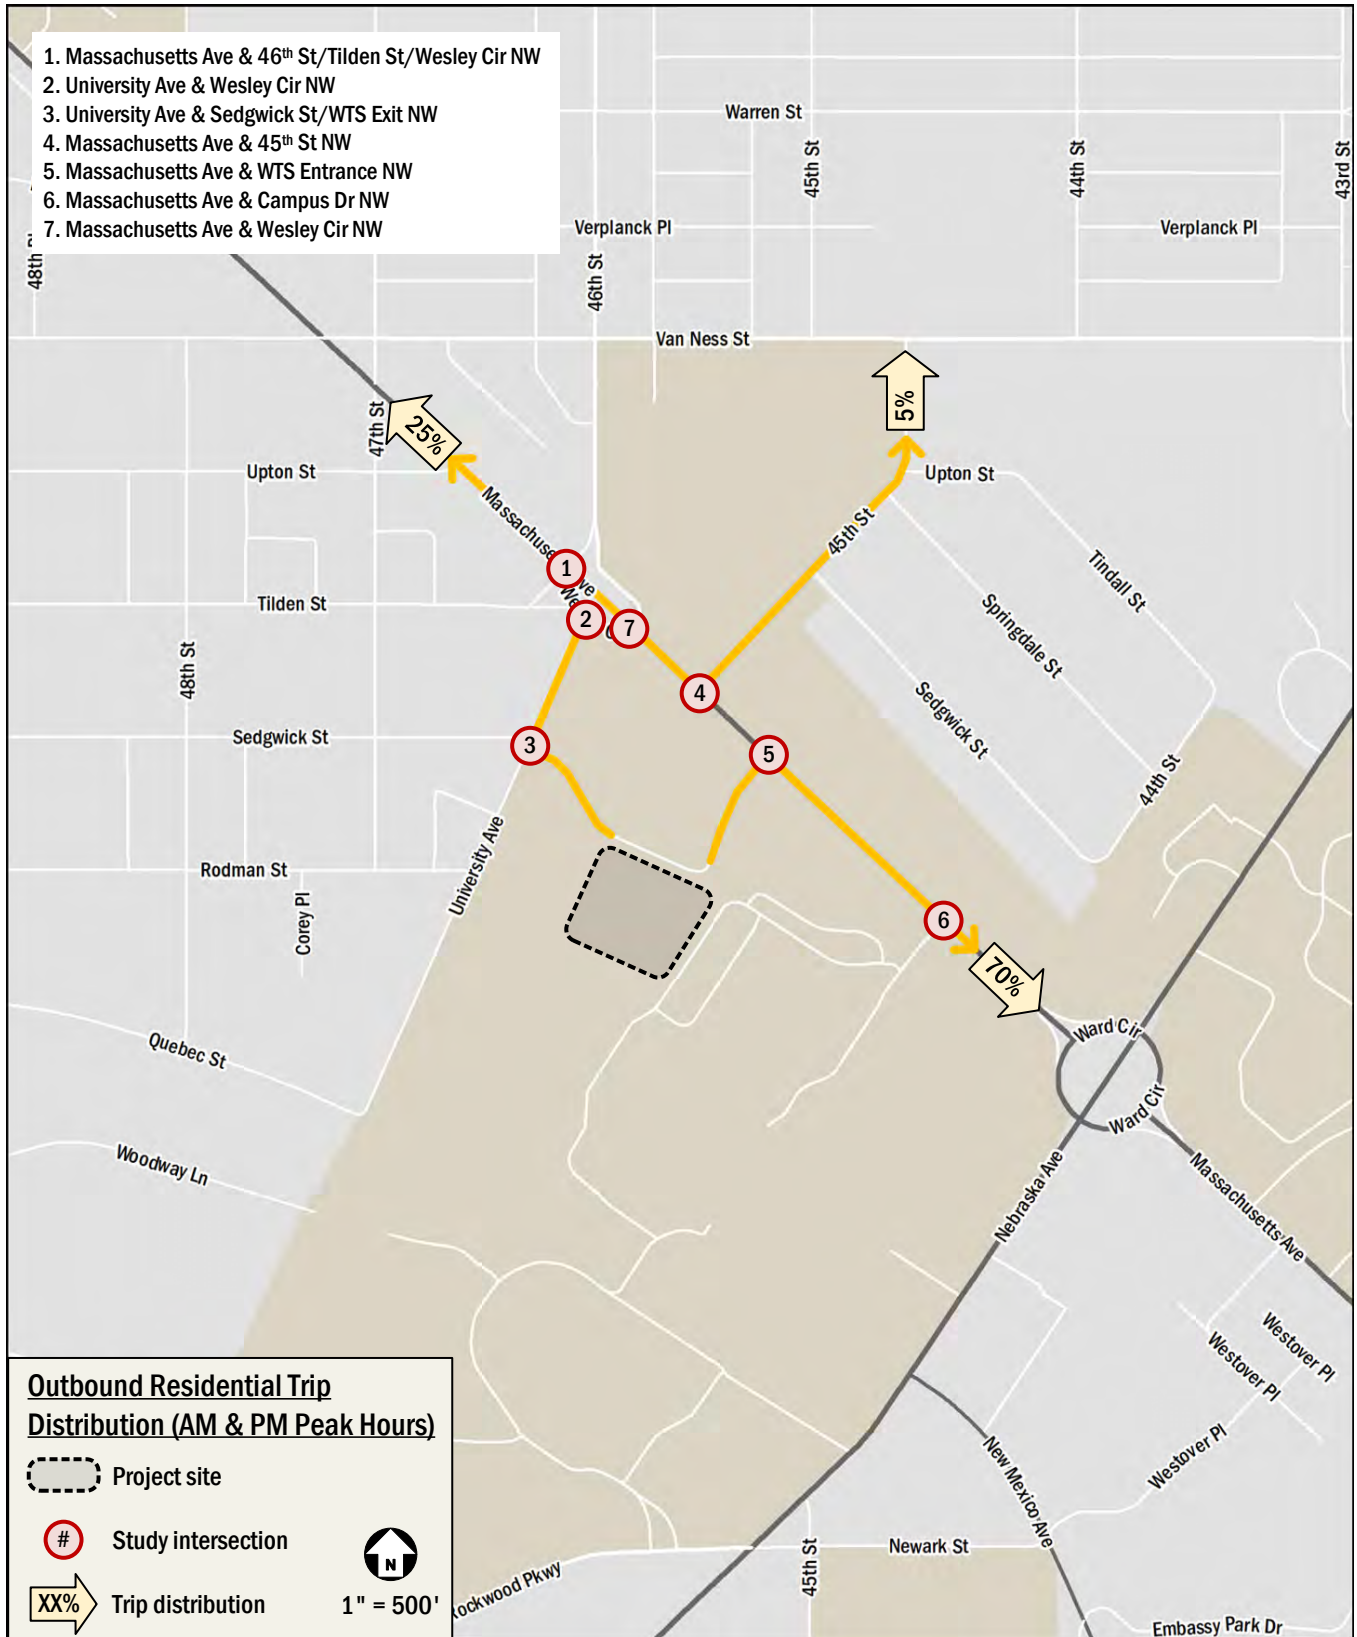 1. Massachusetts Ave & 46th St/Tilden St/Wesley Cir NW
2. University Ave & Wesley Cir NW
3. University Ave & Sedgwick St/WTS Exit NW
4. Massachusetts Ave & 45th St NW
5. Massachusetts Ave & WTS Entrance NW
6. Massachusetts Ave & Campus Dr NW
7. Massachusetts Ave & Wesley Cir NW
Warren St
45th St
44th St
43rd St
Verplanck Pl
Verplanck Pl
48th
46th St
Van Ness St
5%
25%
47th St
Upton St
Upton St
45th St
Tindall St
Springdale St
Sedgwick St
44th St
1
2
7
4
3
5
6
Tilden St
48th St
Sedgwick St
University Ave
Rodman St
Corey Pl
70%
Ward Cir
Ward Cir
Quebec St
Woodway Ln
Nebraska Ave
Massachusetts Ave
Westover Pl
Westover Pl
Westover Pl
New Mexico Ave
Newark St
45th St
Rockwood Pkwy
Embassy Park Dr
Outbound Residential Trip
Distribution (AM & PM Peak Hours)
Project site
# Study intersection
N
XX% Trip distribution
1" = 500'